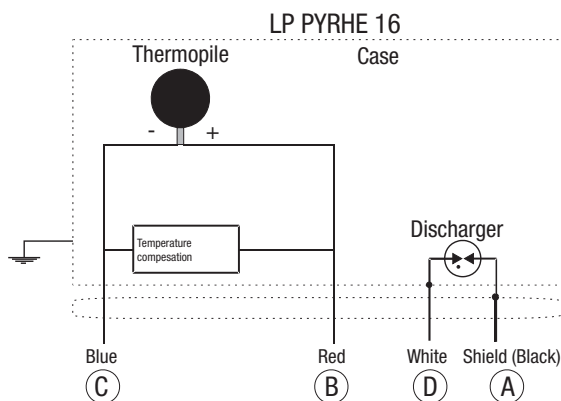 LP PYRHE 16
Thermopile
Case
- +
Temperature
compesation
Discharger
Blue
Red
White
Shield (Black)
C
B
D
A